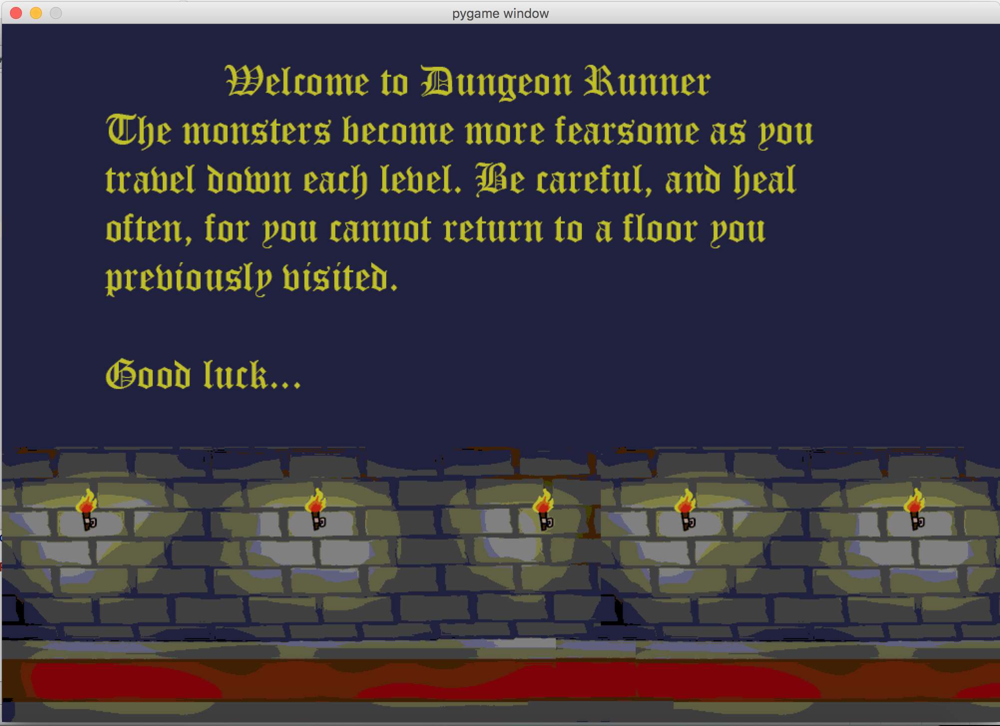 pygame window
Welcome to Dungeon Runner
The monsters become more fearsome as you
travel down each level. Be careful, and heal
often, for you cannot return to a floor you
previously visited.
Good luck...